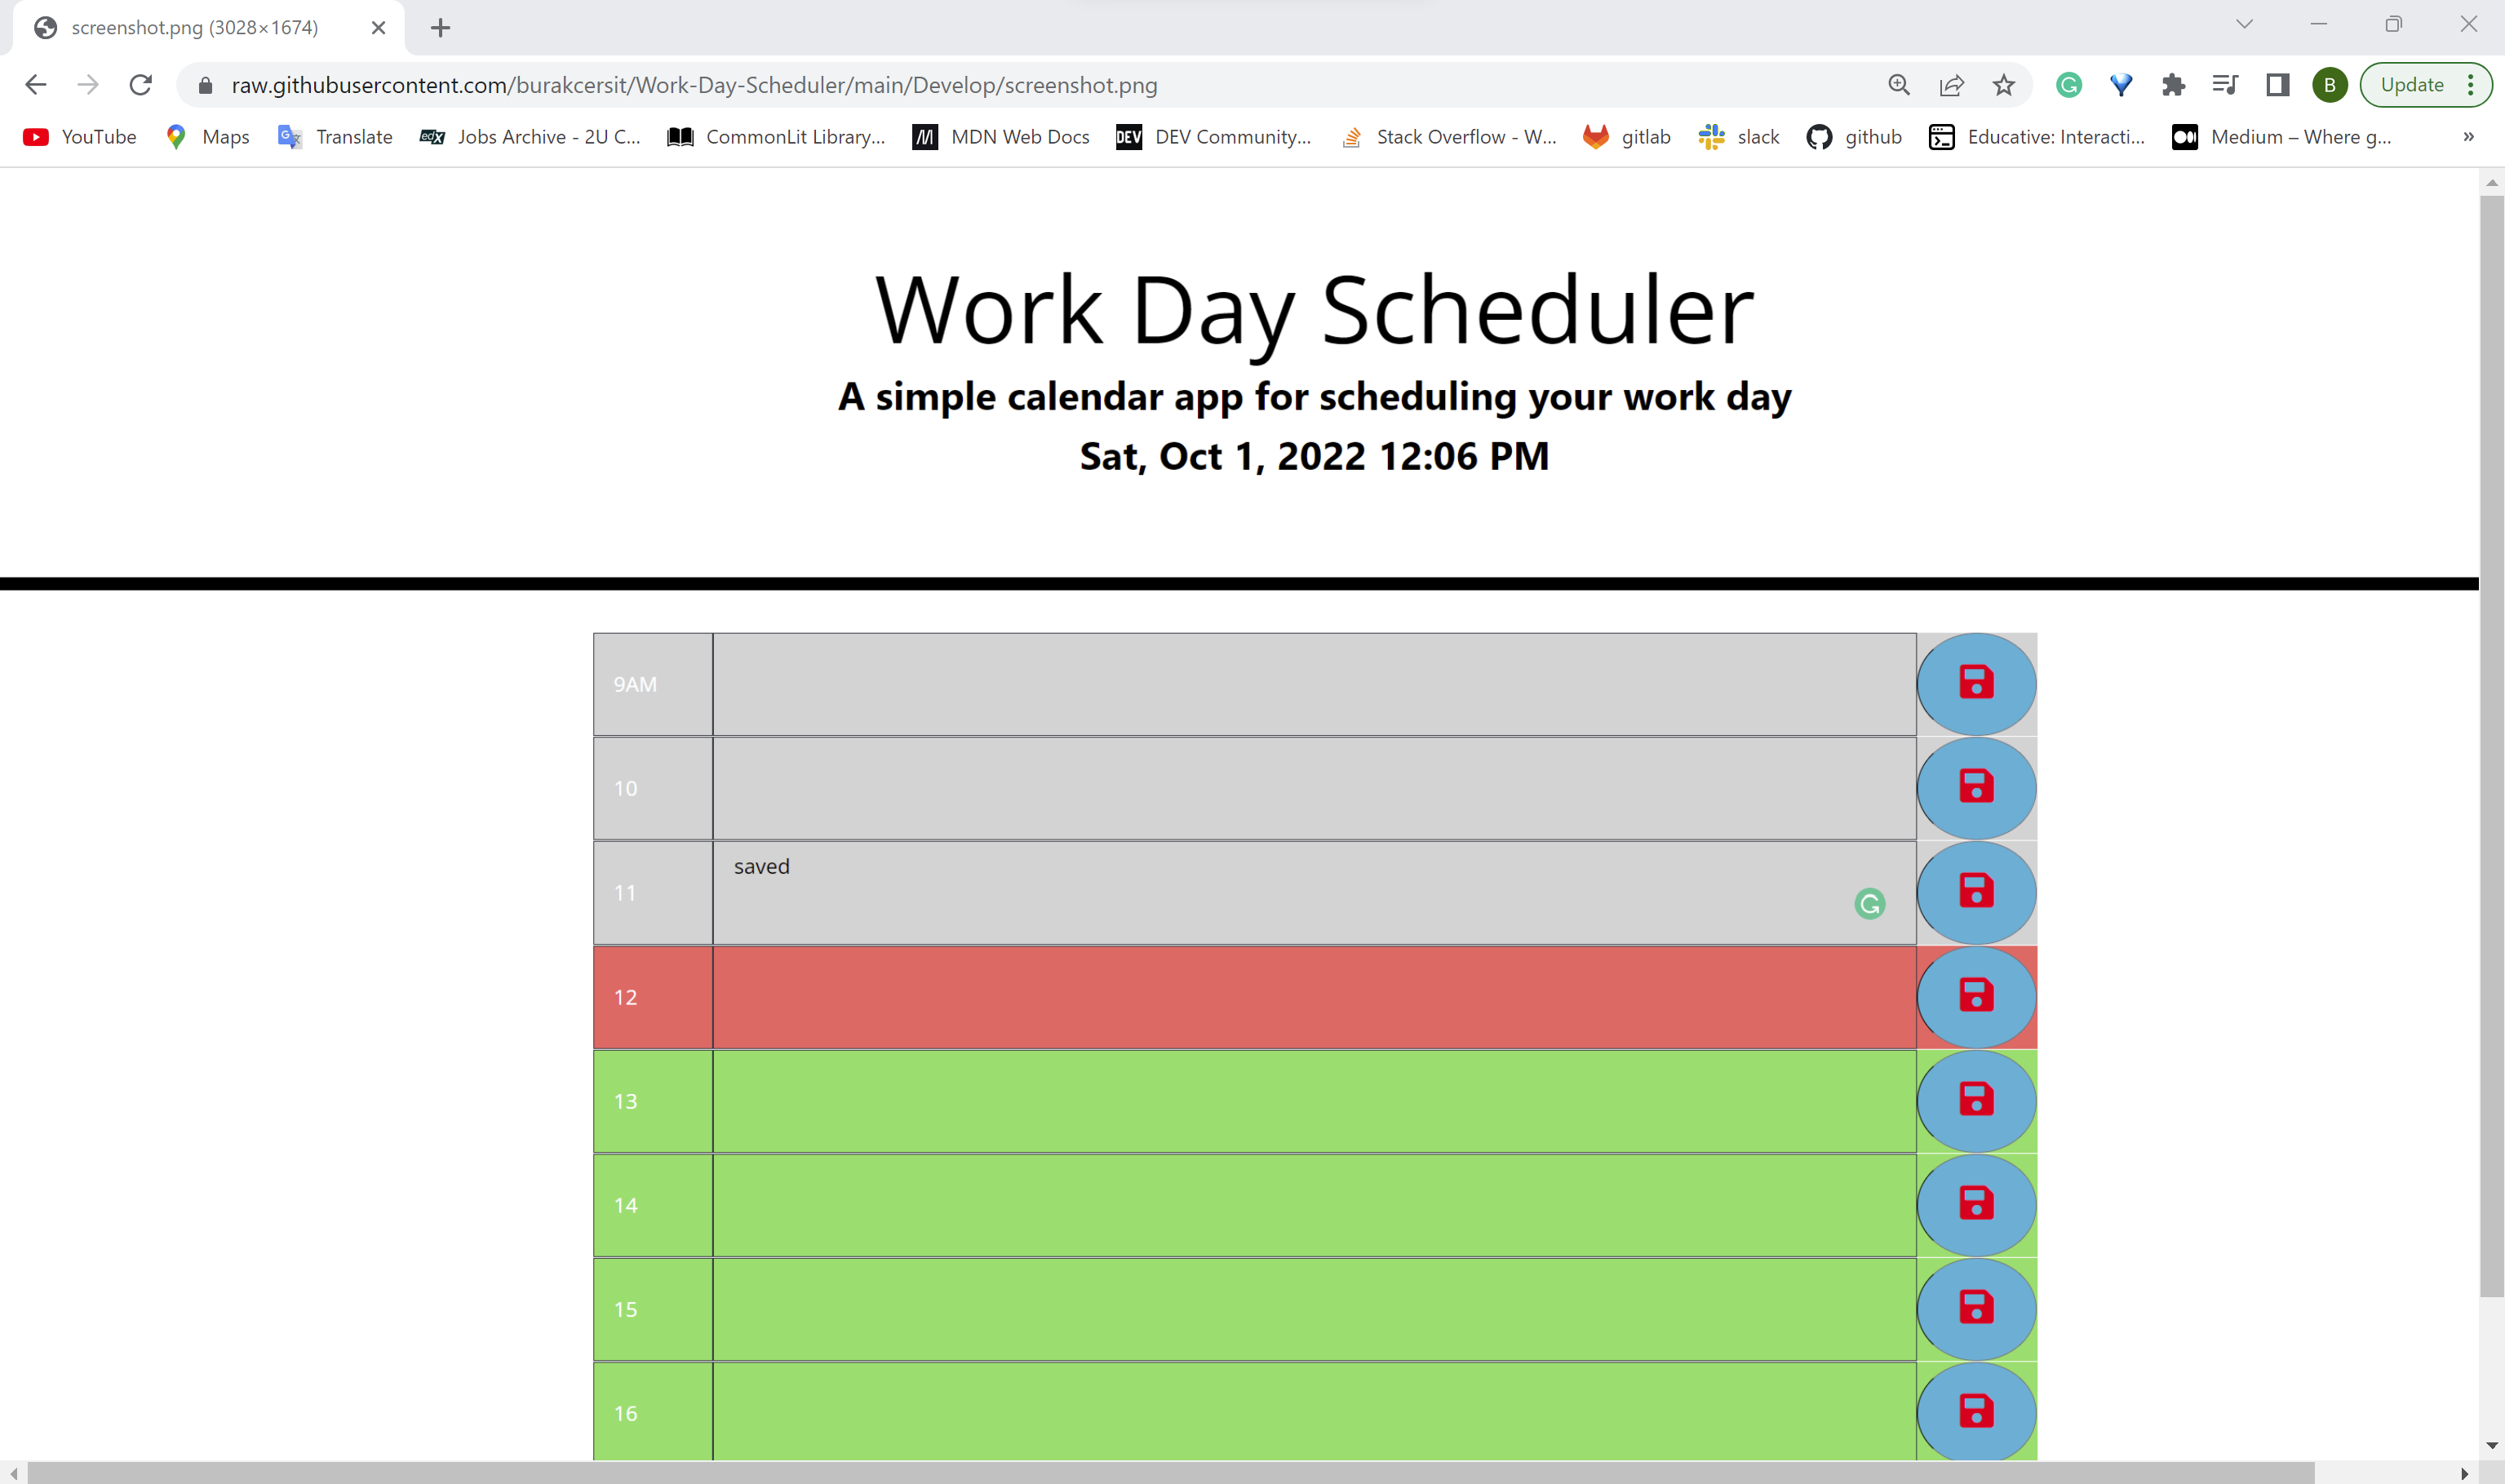 screenshot.png (3028×1674)
raw.githubusercontent.com/burakcersit/Work-Day-Scheduler/main/Develop/screenshot.png
B
Update
YouTube
Maps
Translate
edX
Jobs Archive - 2U C...
CommonLit Library...
MDN Web Docs
DEV
DEV Community...
Stack Overflow - W...
gitlab
slack
github
Educative: Interacti...
Medium – Where g...
»
Work Day Scheduler
A simple calendar app for scheduling your work day
Sat, Oct 1, 2022 12:06 PM
9AM
10
11
saved
12
13
14
15
16